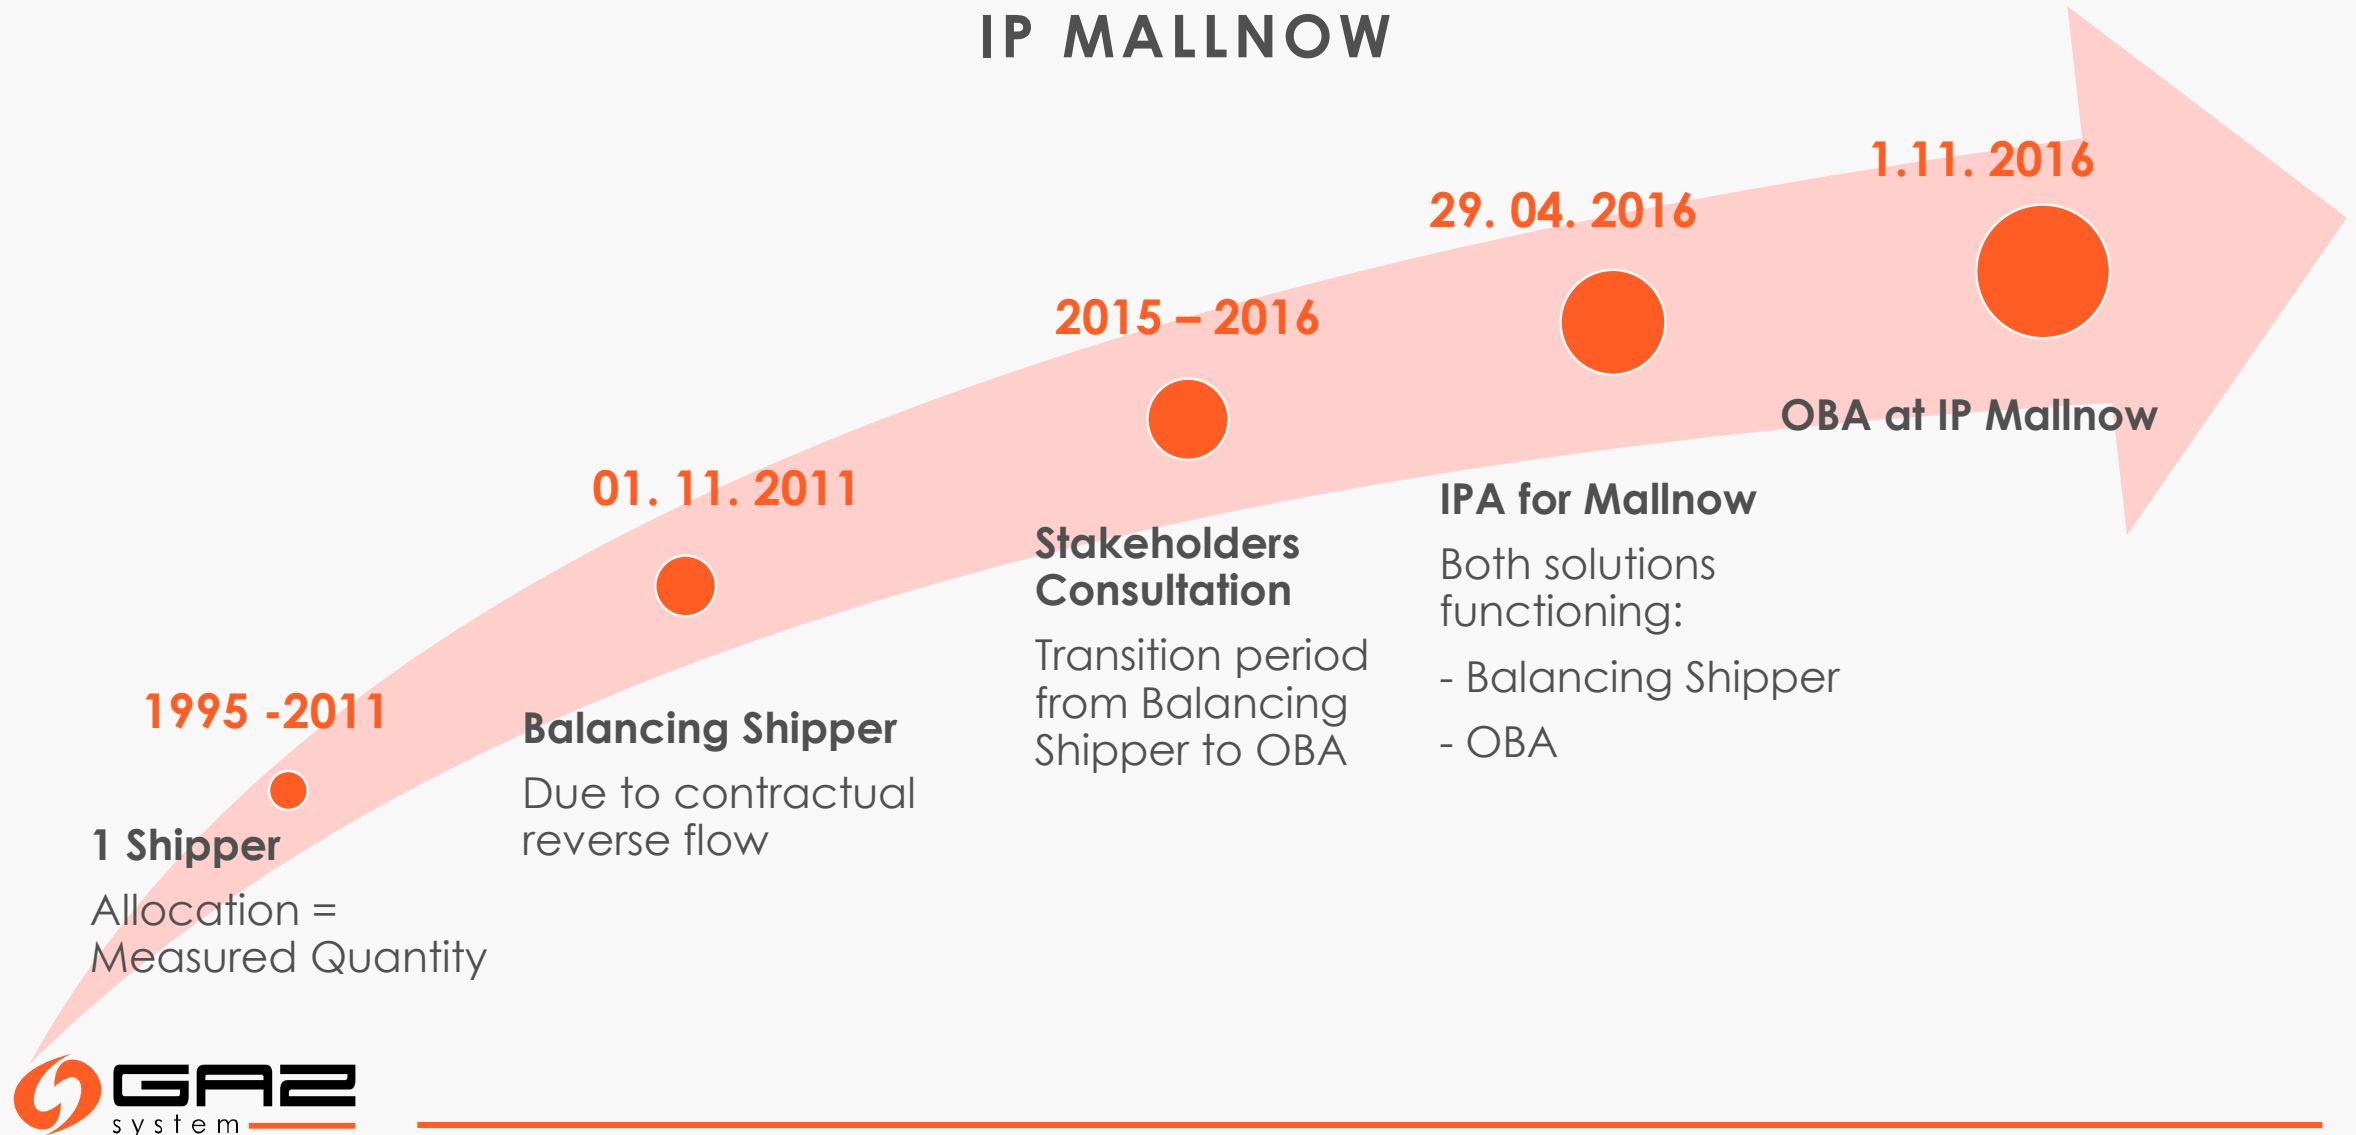 IP MALLNOW
1995 -2011
1 Shipper
Allocation =
Measured Quantity
01. 11. 2011
Balancing Shipper
Due to contractual
reverse flow
2015 – 2016
Stakeholders
Consultation
Transition period
from Balancing
Shipper to OBA
29. 04. 2016
IPA for Mallnow
Both solutions
functioning:
- Balancing Shipper
- OBA
1.11. 2016
OBA at IP Mallnow
GAZ
system